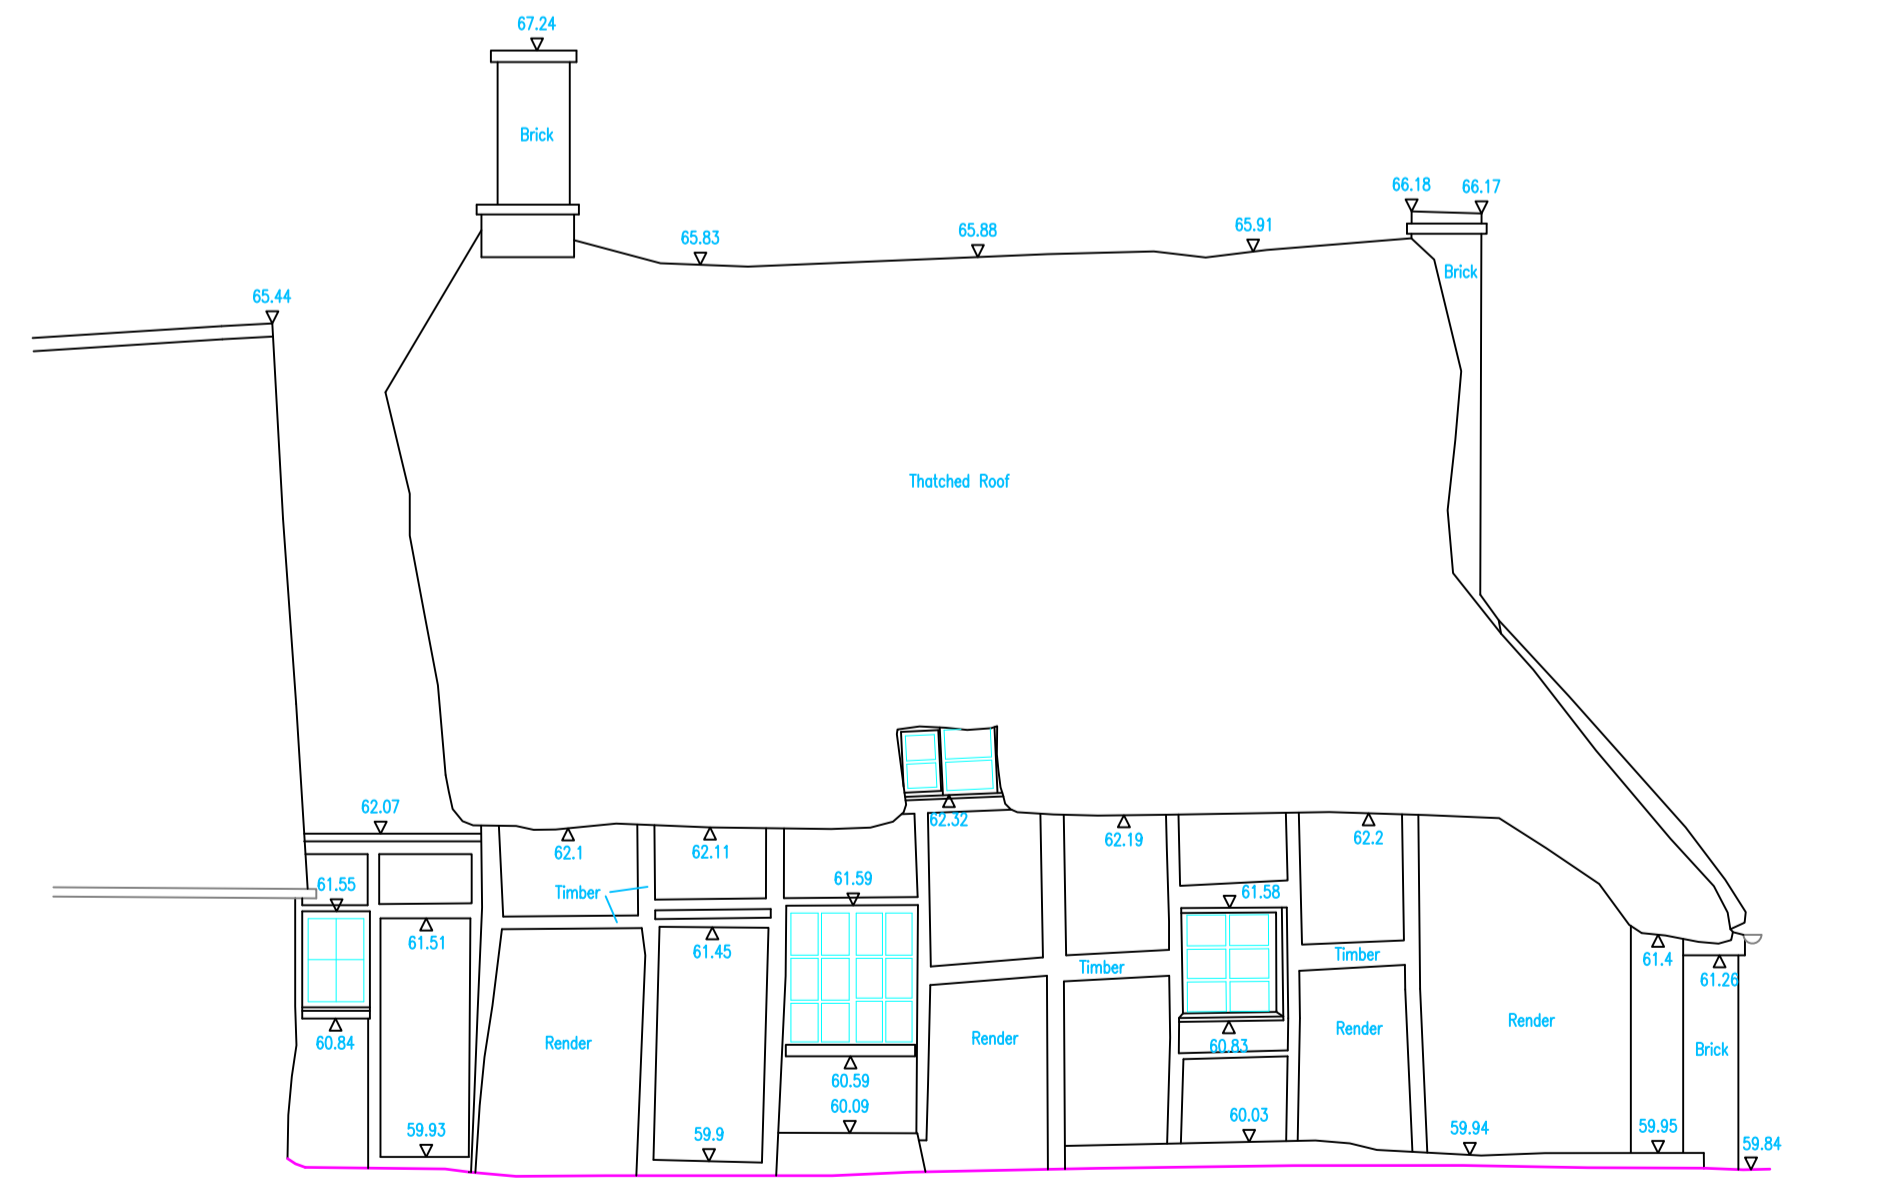 67.24
Brick
66.18
66.17
65.83
65.88
65.91
Brick
65.44
Thatched Roof
62.07
62.32
62.1
62.11
62.19
62.2
61.55
Timber
61.59
61.58
61.51
61.45
Timber
Timber
61.4
61.26
60.84
Render
Render
60.83
Render
Render
Brick
60.59
60.09
59.93
59.9
60.03
59.94
59.95
59.84